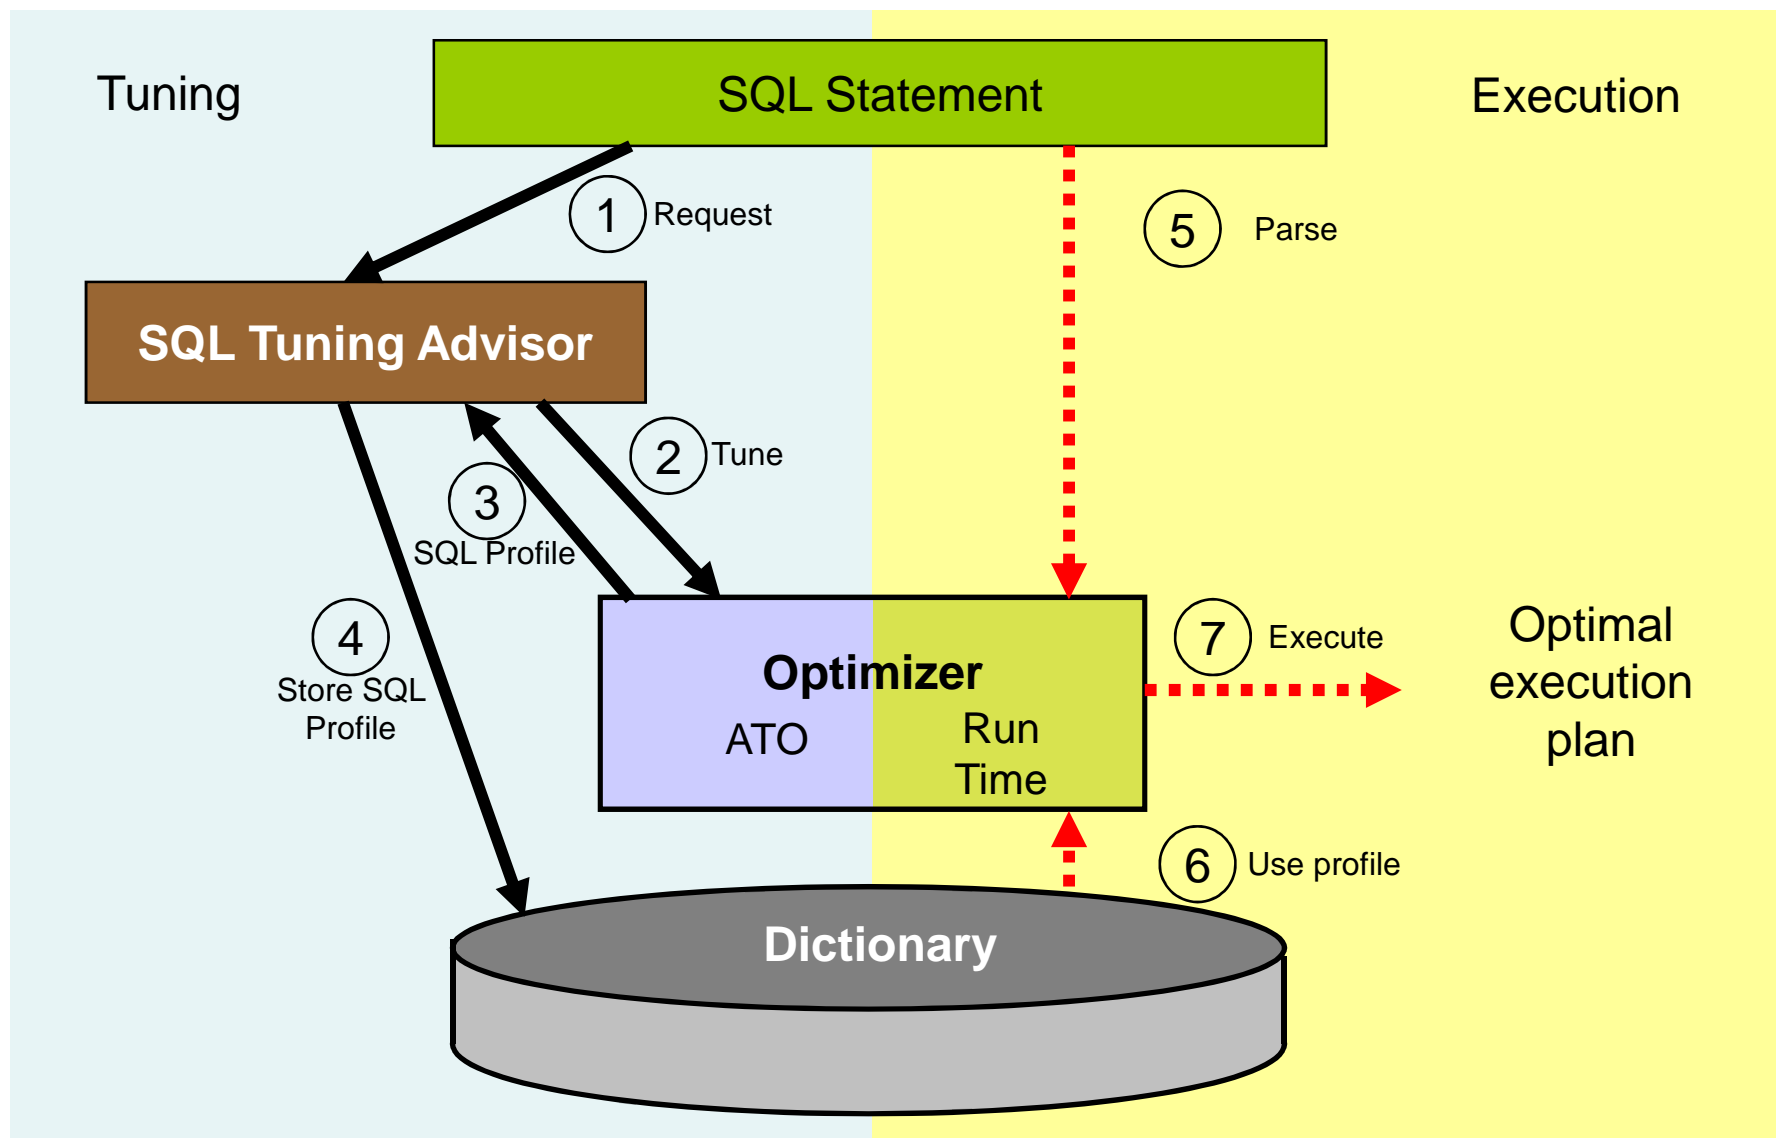 Tuning
SQL Statement
Execution
1 Request
5 Parse
SQL Tuning Advisor
2 Tune
3
SQL Profile
4
Store SQL
Profile
7 Execute
Optimal
execution
plan
Optimizer
ATO
Run
Time
6 Use profile
Dictionary